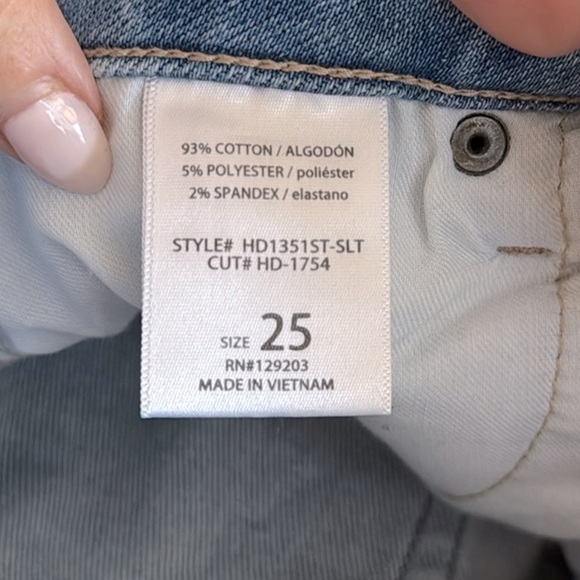 93% COTTON / ALGODÓN
5% POLYESTER / poliéster
2% SPANDEX / elastano
STYLE# HD1351ST-SLT
CUT# HD-1754
SIZE 25
RN#129203
MADE IN VIETNAM